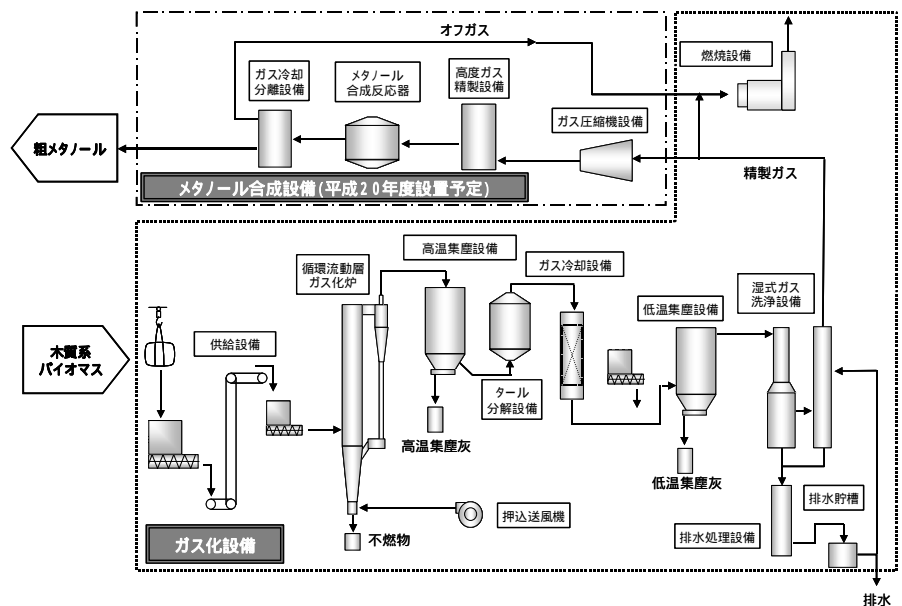 オフガス
燃焼設備
ガス冷却
分離設備
メタノール
合成反応器
高度ガス
精製設備
ガス圧縮機設備
粗メタノール
精製ガス
メタノール合成設備(平成20年度設置予定)
高温集塵設備
循環流動層
ガス化炉
ガス冷却設備
湿式ガス
洗浄設備
低温集塵設備
供給設備
木質系
バイオマス
タール
分解設備
高温集塵灰
低温集塵灰
排水貯槽
押込送風機
排水処理設備
不燃物
ガス化設備
排水